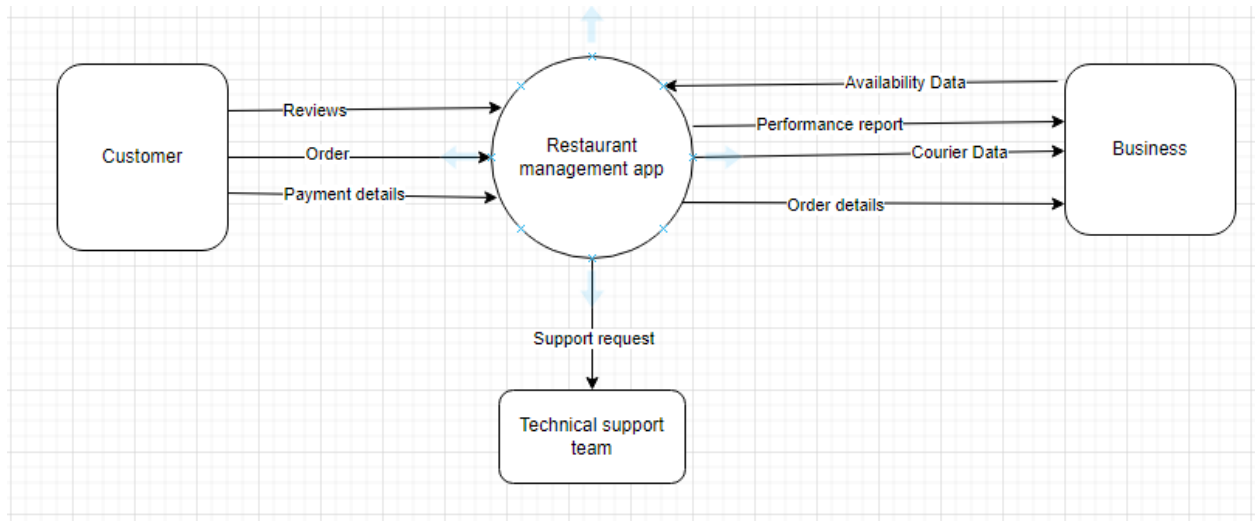 Customer
Reviews
Order
Payment details
Restaurant
management app
Availability Data
Performance report
Courier Data
Order details
Business
Support request
Technical support
team